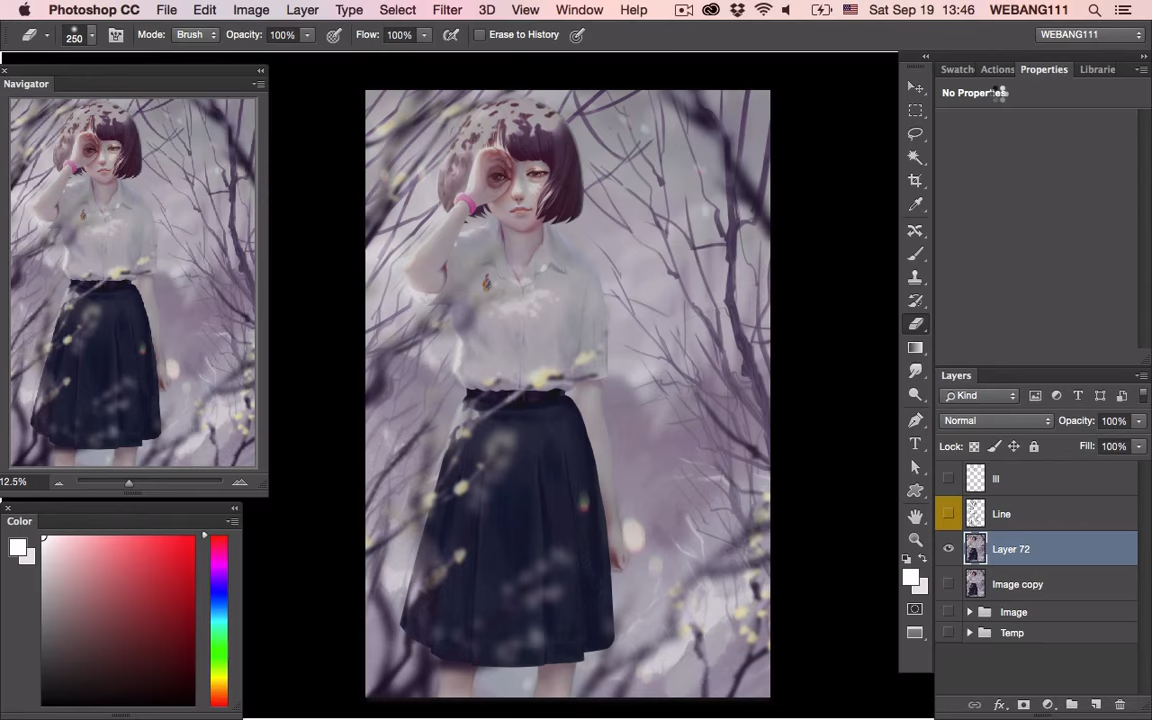 Photoshop CC File Edit Image Layer Type Select Filter 3D View Window Help Sat Sep 19 13:46 WEBANG111
250 Mode: Brush Opacity: 100% Flow: 100% Erase to History WEBANG111
Navigator
12.5%
Color
Swatch Actions Properties Librarie
No Properties
Layers
Kind
Normal Opacity: 100%
Lock: Fill: 100%
Line
Layer 72
Image copy
Image
Temp